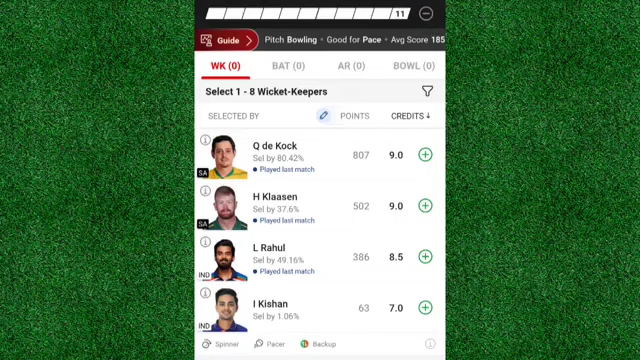 11
Guide
Pitch Bowling • Good for Pace • Avg Score 185
WK (0) BAT (0) AR (0) BOWL (0)
Select 1 - 8 Wicket-Keepers
SELECTED BY POINTS CREDITS ↓
Q de Kock
Sel by 80.42%
Played last match
807 9.0
SA
H Klaasen
Sel by 37.6%
Played last match
502 9.0
SA
L Rahul
Sel by 49.16%
Played last match
386 8.5
IND
I Kishan
Sel by 1.06%
63 7.0
IND
Spinner Pacer Backup